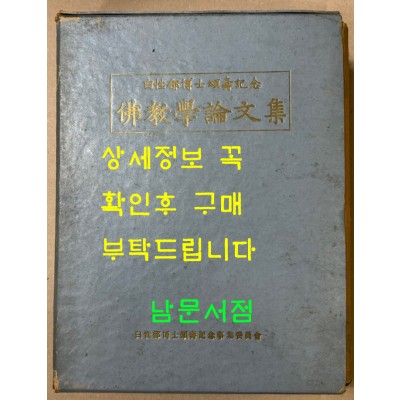 白性郁博士頌壽記念
佛教學論文集
상세정보 꼭
확인후 구매
부탁드립니다
남문서점
白性郁博士頌壽記念事業委員會